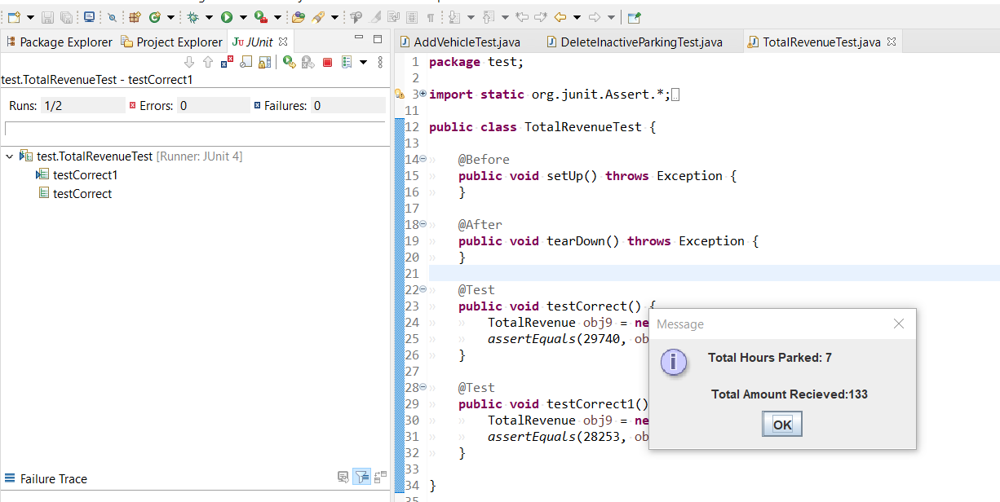 Package Explorer Project Explorer JUnit
test.TotalRevenueTest - testCorrect1
Runs: 1/2 Errors: 0 Failures: 0
test.TotalRevenueTest [Runner: JUnit 4]
testCorrect1
testCorrect
Failure Trace
AddVehicleTest.java DeleteInactiveParkingTest.java TotalRevenueTest.java
1 package test;
2
3 import static org.junit.Assert.*;
11
12 public class TotalRevenueTest {
13
14 @Before
15 public void setUp() throws Exception {
16 }
17
18 @After
19 public void tearDown() throws Exception {
20 }
21
22 @Test
23 public void testCorrect() {
24 TotalRevenue obj9 = ne
25 assertEquals(29740, ob
26 }
27
28 @Test
29 public void testCorrect1()
30 TotalRevenue obj9 = ne
31 assertEquals(28253, ob
32 }
33
34 }
35
Message
Total Hours Parked: 7
Total Amount Recieved:133
OK